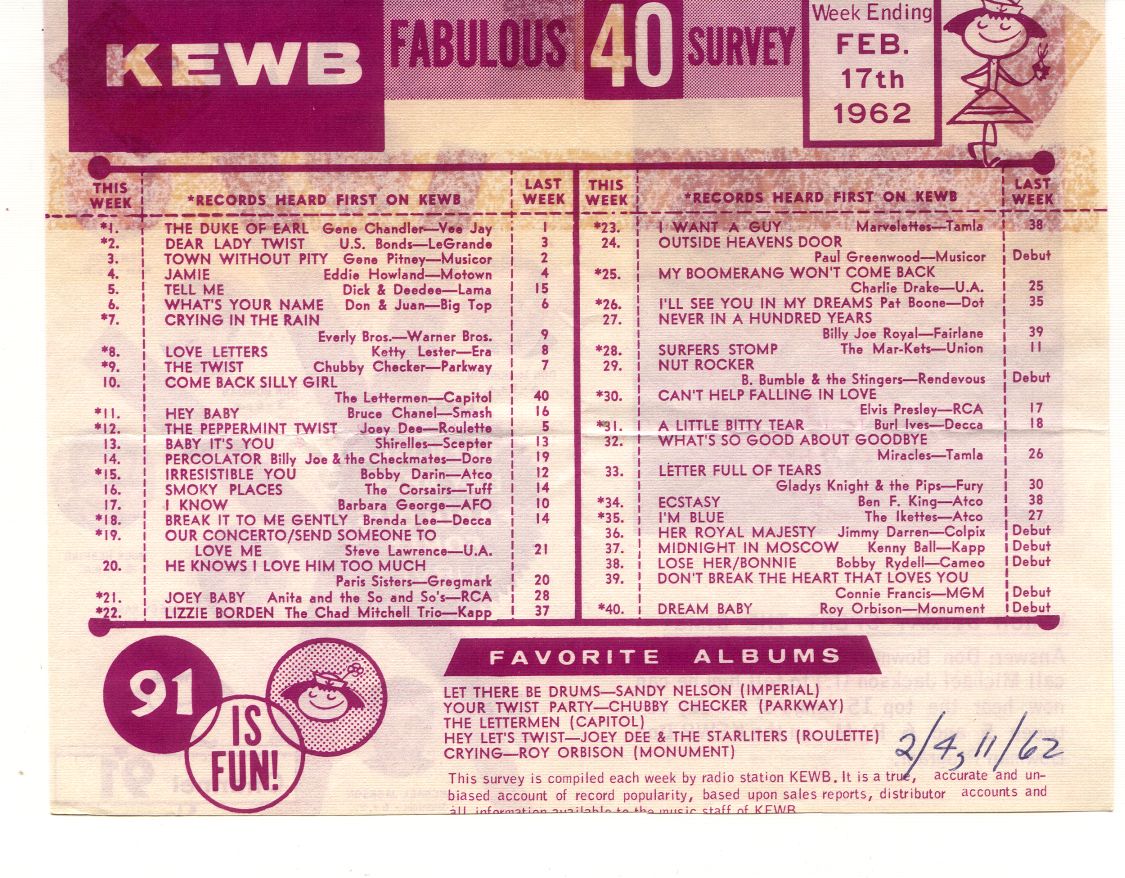 KEWB FABULOUS 40 SURVEY
Week Ending
FEB.
17th
1962
THIS WEEK *RECORDS HEARD FIRST ON KEWB LAST WEEK
*1. THE DUKE OF EARL Gene Chandler—Vee Jay 1
*2. DEAR LADY TWIST U.S. Bonds—LeGrande 3
3. TOWN WITHOUT PITY Gene Pitney—Musicor 2
4. JAMIE Eddie Howland—Motown 4
5. TELL ME Dick & Deedee—Lama 15
6. WHAT'S YOUR NAME Don & Juan—Big Top 6
*7. CRYING IN THE RAIN
Everly Bros.—Warner Bros. 9
*8. LOVE LETTERS Ketty Lester—Era 8
*9. THE TWIST Chubby Checker—Parkway 7
10. COME BACK SILLY GIRL
The Lettermen—Capitol 40
*11. HEY BABY Bruce Chanel—Smash 16
*12. THE PEPPERMINT TWIST Joey Dee—Roulette 5
13. BABY IT'S YOU Shirelles—Scepter 13
14. PERCOLATOR Billy Joe & the Checkmates—Dore 19
*15. IRRESISTIBLE YOU Bobby Darin—Atco 12
16. SMOKY PLACES The Corsairs—Tuff 14
17. I KNOW Barbara George—AFO 10
*18. BREAK IT TO ME GENTLY Brenda Lee—Decca 14
*19. OUR CONCERTO/SEND SOMEONE TO
LOVE ME Steve Lawrence—U.A. 21
20. HE KNOWS I LOVE HIM TOO MUCH
Paris Sisters—Gregmark 20
*21. JOEY BABY Anita and the So and So's—RCA 28
*22. LIZZIE BORDEN The Chad Mitchell Trio—Kapp 37
THIS WEEK *RECORDS HEARD FIRST ON KEWB LAST WEEK
*23. I WANT A GUY Marvelettes—Tamla 38
24. OUTSIDE HEAVENS DOOR
Paul Greenwood—Musicor Debut
*25. MY BOOMERANG WON'T COME BACK
Charlie Drake—U.A. 25
*26. I'LL SEE YOU IN MY DREAMS Pat Boone—Dot 35
27. NEVER IN A HUNDRED YEARS
Billy Joe Royal—Fairlane 39
*28. SURFERS STOMP The Mar-Kets—Union 11
29. NUT ROCKER
B. Bumble & the Stingers—Rendevous Debut
*30. CAN'T HELP FALLING IN LOVE
Elvis Presley—RCA 17
*31. A LITTLE BITTY TEAR Burl Ives—Decca 18
32. WHAT'S SO GOOD ABOUT GOODBYE
Miracles—Tamla 26
33. LETTER FULL OF TEARS
Gladys Knight & the Pips—Fury 30
*34. ECSTASY Ben F. King—Atco 38
*35. I'M BLUE The Ikettes—Atco 27
36. HER ROYAL MAJESTY Jimmy Darren—Colpix Debut
37. MIDNIGHT IN MOSCOW Kenny Ball—Kapp Debut
38. LOSE HER/BONNIE Bobby Rydell—Cameo Debut
39. DON'T BREAK THE HEART THAT LOVES YOU
Connie Francis—MGM Debut
*40. DREAM BABY Roy Orbison—Monument Debut
91
IS
FUN!
FAVORITE ALBUMS
LET THERE BE DRUMS—SANDY NELSON (IMPERIAL)
YOUR TWIST PARTY—CHUBBY CHECKER (PARKWAY)
THE LETTERMEN (CAPITOL)
HEY LET'S TWIST—JOEY DEE & THE STARLITERS (ROULETTE)
CRYING—ROY ORBISON (MONUMENT)
2/4, 11/62
This survey is compiled each week by radio station KEWB. It is a true, accurate and un-
biased account of record popularity, based upon sales reports, distributor accounts and
all information available to the music staff of KEWB